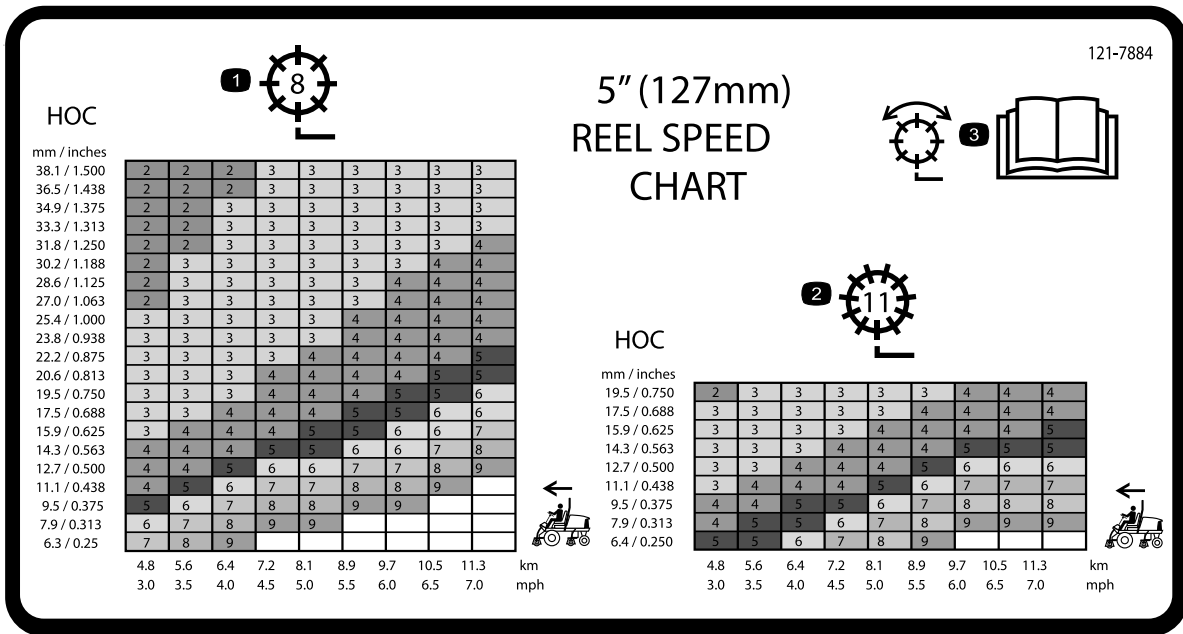 121-7884
1
8
5” (127mm)
REEL SPEED
CHART
3
HOC
mm / inches
38.1 / 1.500 2 2 2 3 3 3 3 3 3
36.5 / 1.438 2 2 2 3 3 3 3 3 3
34.9 / 1.375 2 2 3 3 3 3 3 3 3
33.3 / 1.313 2 2 3 3 3 3 3 3 3
31.8 / 1.250 2 2 3 3 3 3 3 3 4
30.2 / 1.188 2 3 3 3 3 3 3 4 4
28.6 / 1.125 2 3 3 3 3 3 4 4 4
27.0 / 1.063 2 3 3 3 3 3 4 4 4
25.4 / 1.000 3 3 3 3 3 4 4 4 4
23.8 / 0.938 3 3 3 3 3 4 4 4 4
22.2 / 0.875 3 3 3 3 4 4 4 4 5
20.6 / 0.813 3 3 3 4 4 4 4 5 5
19.5 / 0.750 3 3 3 4 4 4 5 5 6
17.5 / 0.688 3 3 4 4 4 5 5 6 6
15.9 / 0.625 3 4 4 4 5 5 6 6 7
14.3 / 0.563 4 4 4 5 5 6 6 7 8
12.7 / 0.500 4 4 5 6 6 7 7 8 9
11.1 / 0.438 4 5 6 7 7 8 8 9
9.5 / 0.375 5 6 7 8 8 9 9
7.9 / 0.313 6 7 8 9 9
6.3 / 0.25 7 8 9
4.8 5.6 6.4 7.2 8.1 8.9 9.7 10.5 11.3 km
3.0 3.5 4.0 4.5 5.0 5.5 6.0 6.5 7.0 mph
2
11
HOC
mm / inches
19.5 / 0.750 2 3 3 3 3 3 4 4 4
17.5 / 0.688 3 3 3 3 3 4 4 4 4
15.9 / 0.625 3 3 3 3 4 4 4 4 5
14.3 / 0.563 3 3 3 4 4 4 5 5 5
12.7 / 0.500 3 3 4 4 4 5 6 6 6
11.1 / 0.438 3 4 4 4 5 6 7 7 7
9.5 / 0.375 4 4 5 5 6 7 8 8 8
7.9 / 0.313 4 5 5 6 7 8 9 9 9
6.4 / 0.250 5 5 6 7 8 9
4.8 5.6 6.4 7.2 8.1 8.9 9.7 10.5 11.3 km
3.0 3.5 4.0 4.5 5.0 5.5 6.0 6.5 7.0 mph